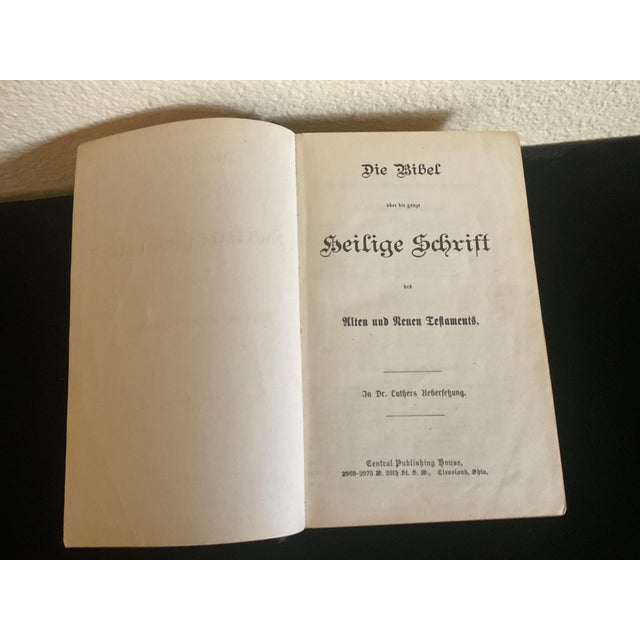 Die Bibel
oder die ganze
Heilige Schrift
des
Alten und Neuen Testaments.
In Dr. Luthers Uebersetzung.
Central Publishing House,
2969-2975 W. 25th St. S. W., Cleveland, Ohio.